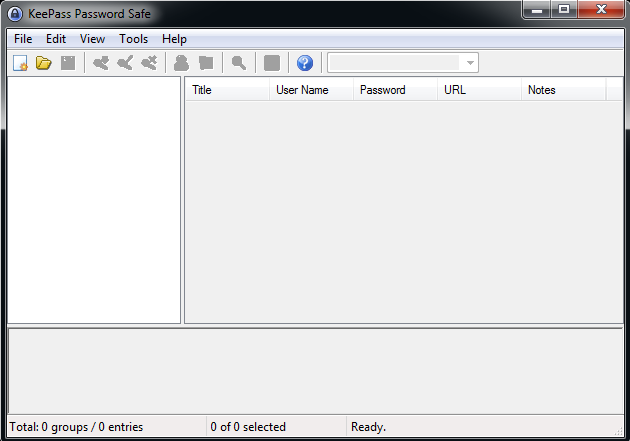 KeePass Password Safe
File Edit View Tools Help
Title User Name Password URL Notes
Total: 0 groups / 0 entries 0 of 0 selected Ready.